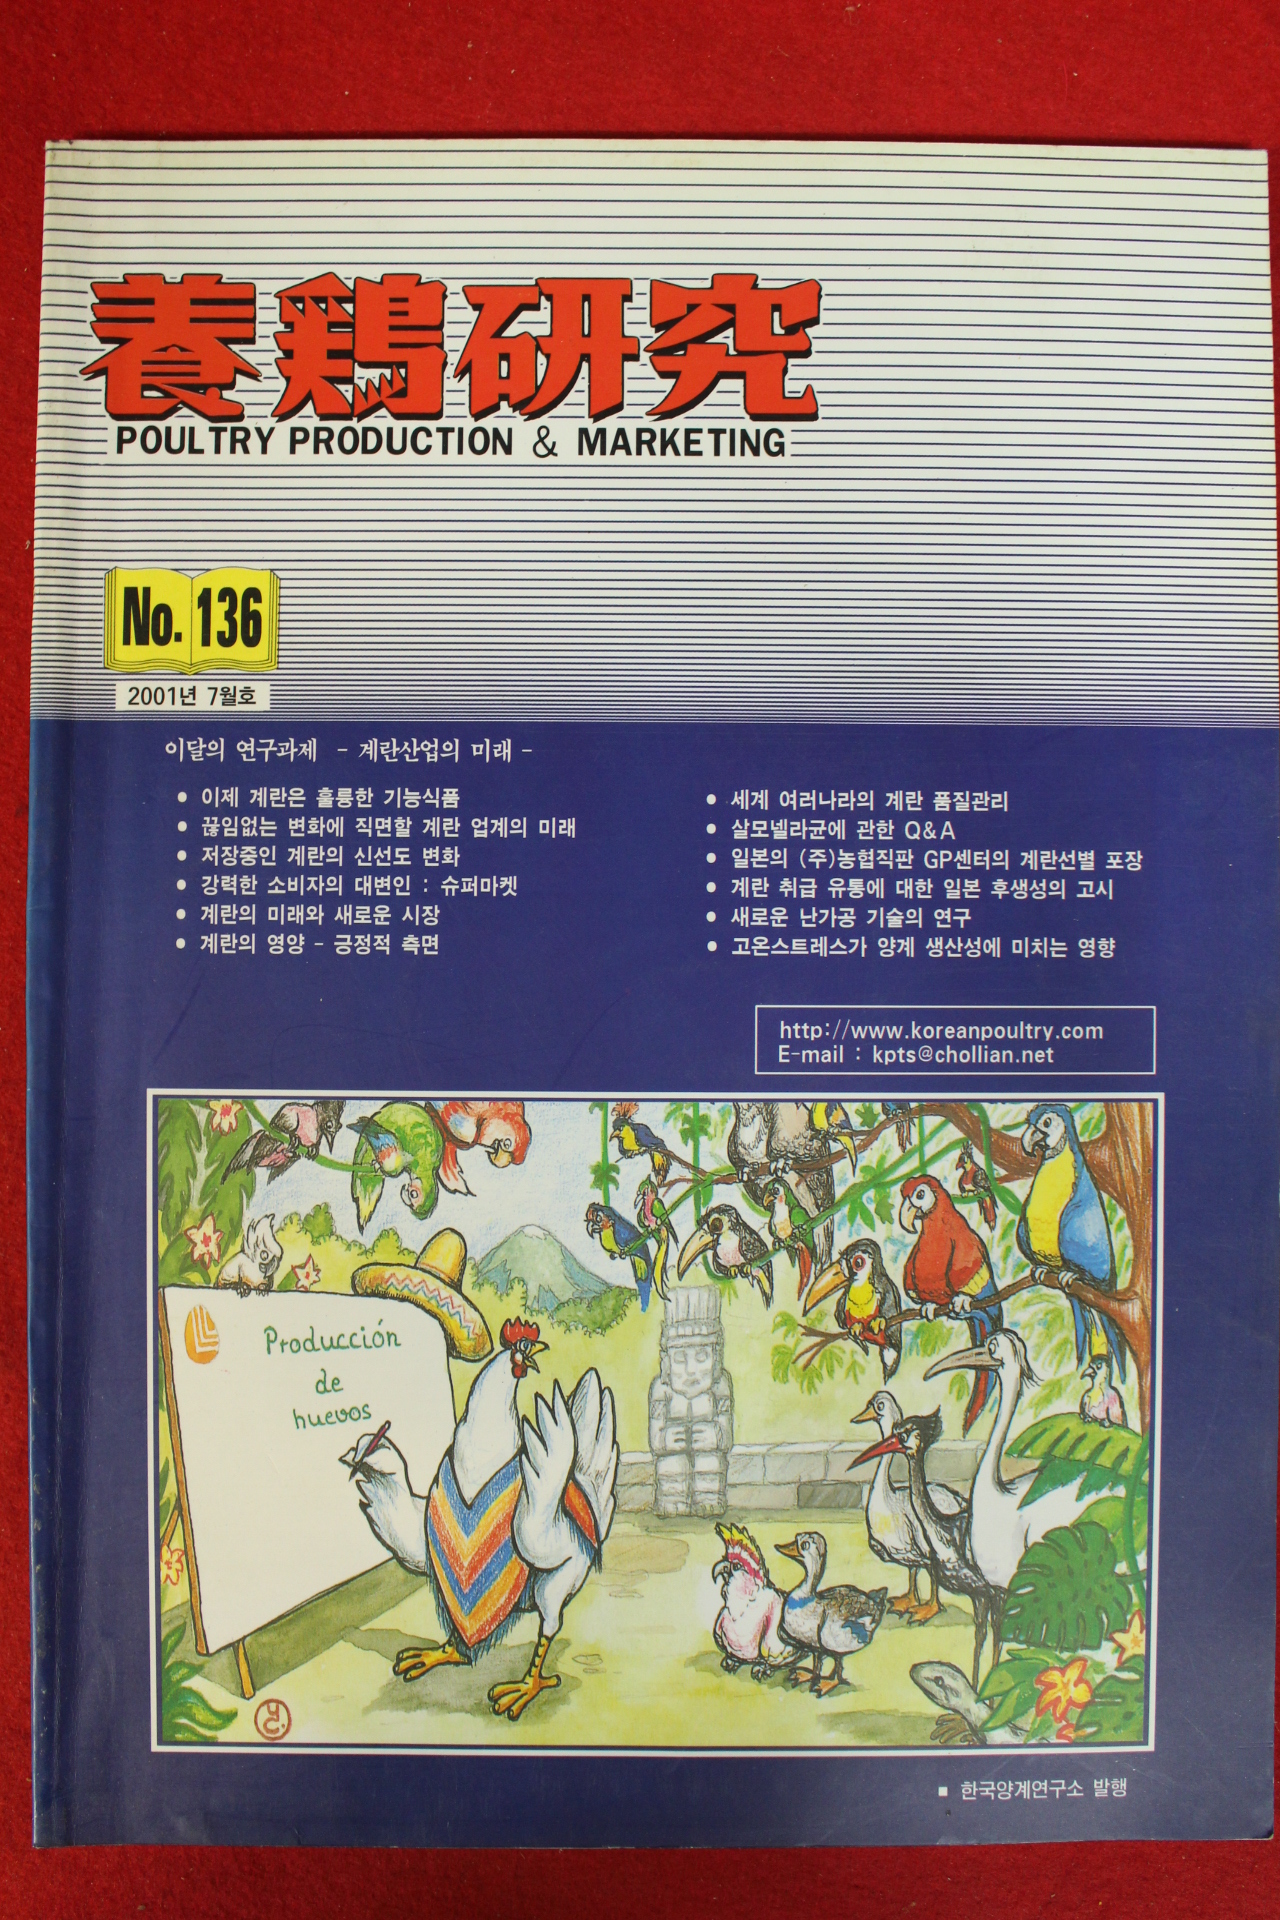 養鶏研究
POULTRY PRODUCTION & MARKETING
No. 136
2001년 7월호
이달의 연구과제 - 계란산업의 미래 -
• 이제 계란은 훌륭한 기능식품
• 끊임없는 변화에 직면할 계란 업계의 미래
• 저장중인 계란의 신선도 변화
• 강력한 소비자의 대변인 : 슈퍼마켓
• 계란의 미래와 새로운 시장
• 계란의 영양 - 긍정적 측면
• 세계 여러나라의 계란 품질관리
• 살모넬라균에 관한 Q&A
• 일본의 (주)농협직판 GP센터의 계란선별 포장
• 계란 취급 유통에 대한 일본 후생성의 고시
• 새로운 난가공 기술의 연구
• 고온스트레스가 양계 생산성에 미치는 영향
http://www.koreanpoultry.com
E-mail : kpts@chollian.net
Producción
de
huevos
■ 한국양계연구소 발행